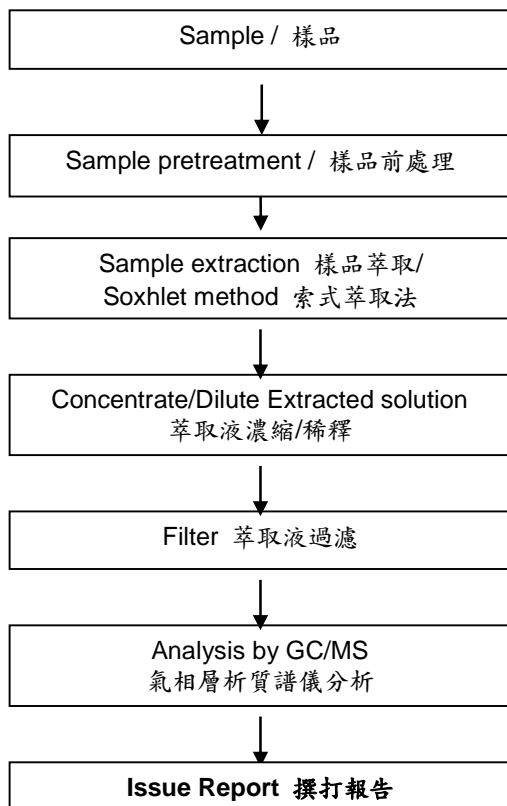 Sample / 樣品
Sample pretreatment / 樣品前處理
Sample extraction 樣品萃取/
Soxhlet method 索式萃取法
Concentrate/Dilute Extracted solution
萃取液濃縮/稀釋
Filter 萃取液過濾
Analysis by GC/MS
氣相層析質譜儀分析
Issue Report 撰打報告